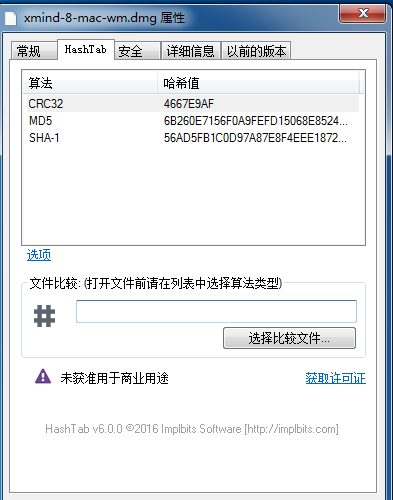 xmind-8-mac-wm.dmg 属性
常规 HashTab 安全 详细信息 以前的版本
算法 哈希值
CRC32 4667E9AF
MD5 6B260E7156F0A9FEFD15068E8524...
SHA-1 56AD5FB1C0D97A87E8F4EEE1872...
选项
文件比较: (打开文件前请在列表中选择算法类型)
选择比较文件...
未获准用于商业用途 获取许可证
HashTab v6.0.0 ©2016 Implbits Software [http://implbits.com]